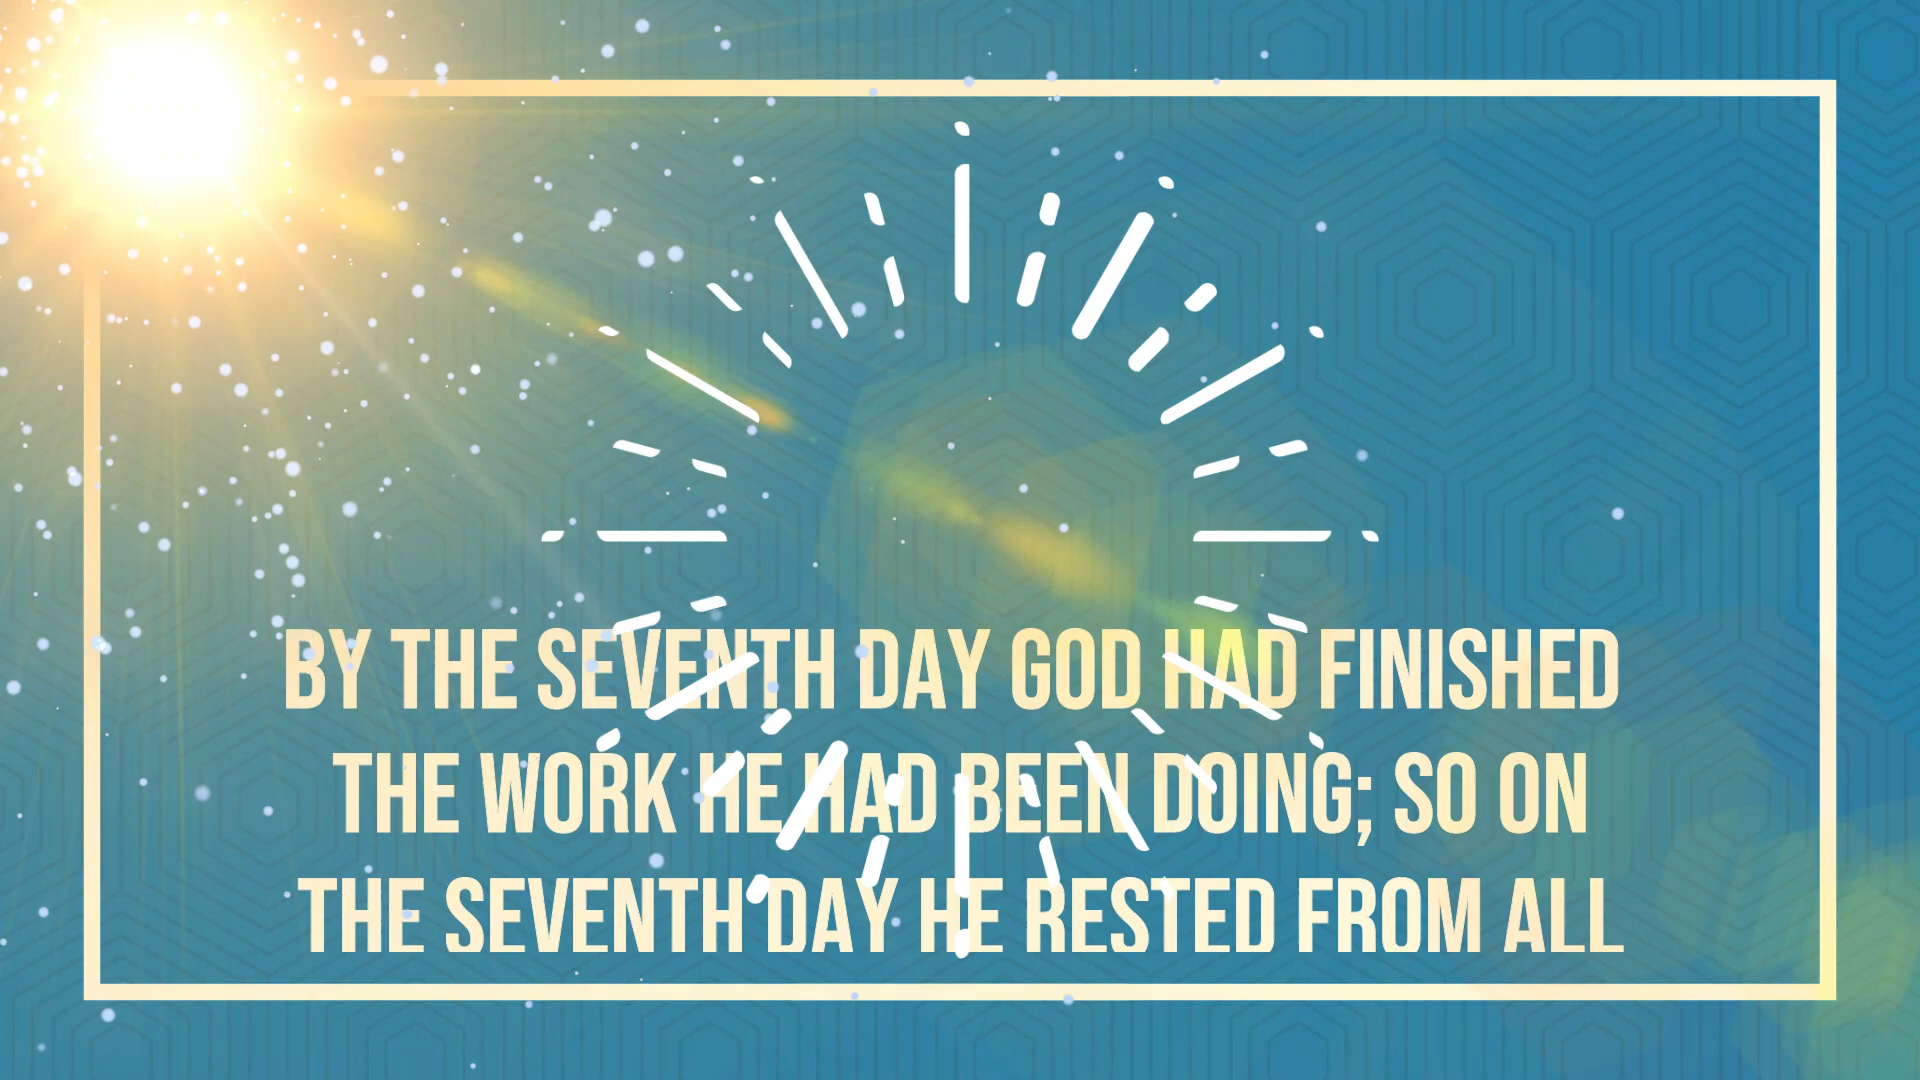 BY THE SEVENTH DAY GOD HAD FINISHED
THE WORK HE HAD BEEN DOING; SO ON
THE SEVENTH DAY HE RESTED FROM ALL